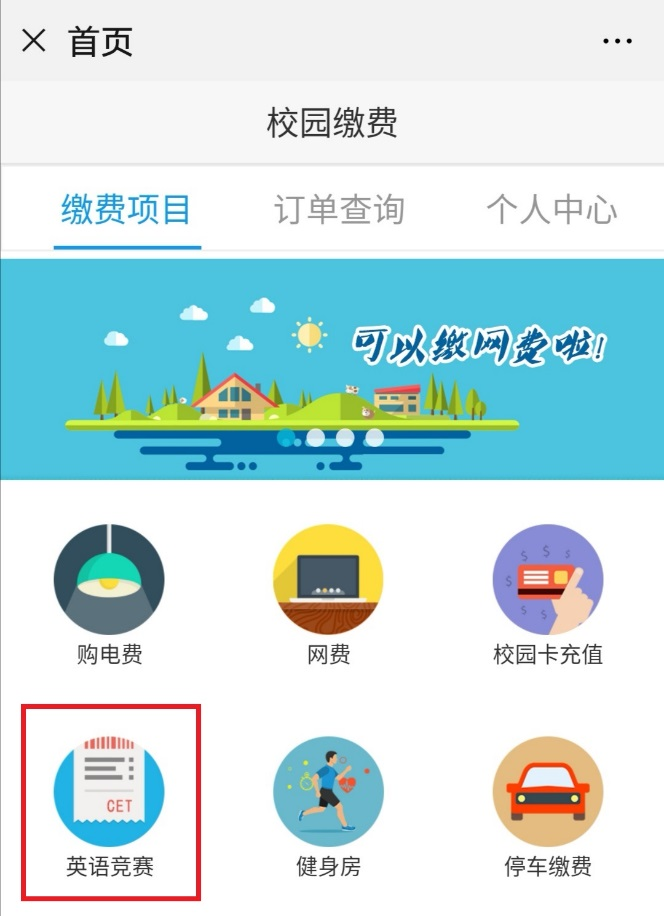 首页
校园缴费
缴费项目 订单查询 个人中心
可以缴网费啦!
购电费 网费 校园卡充值
CET
英语竞赛 健身房 停车缴费